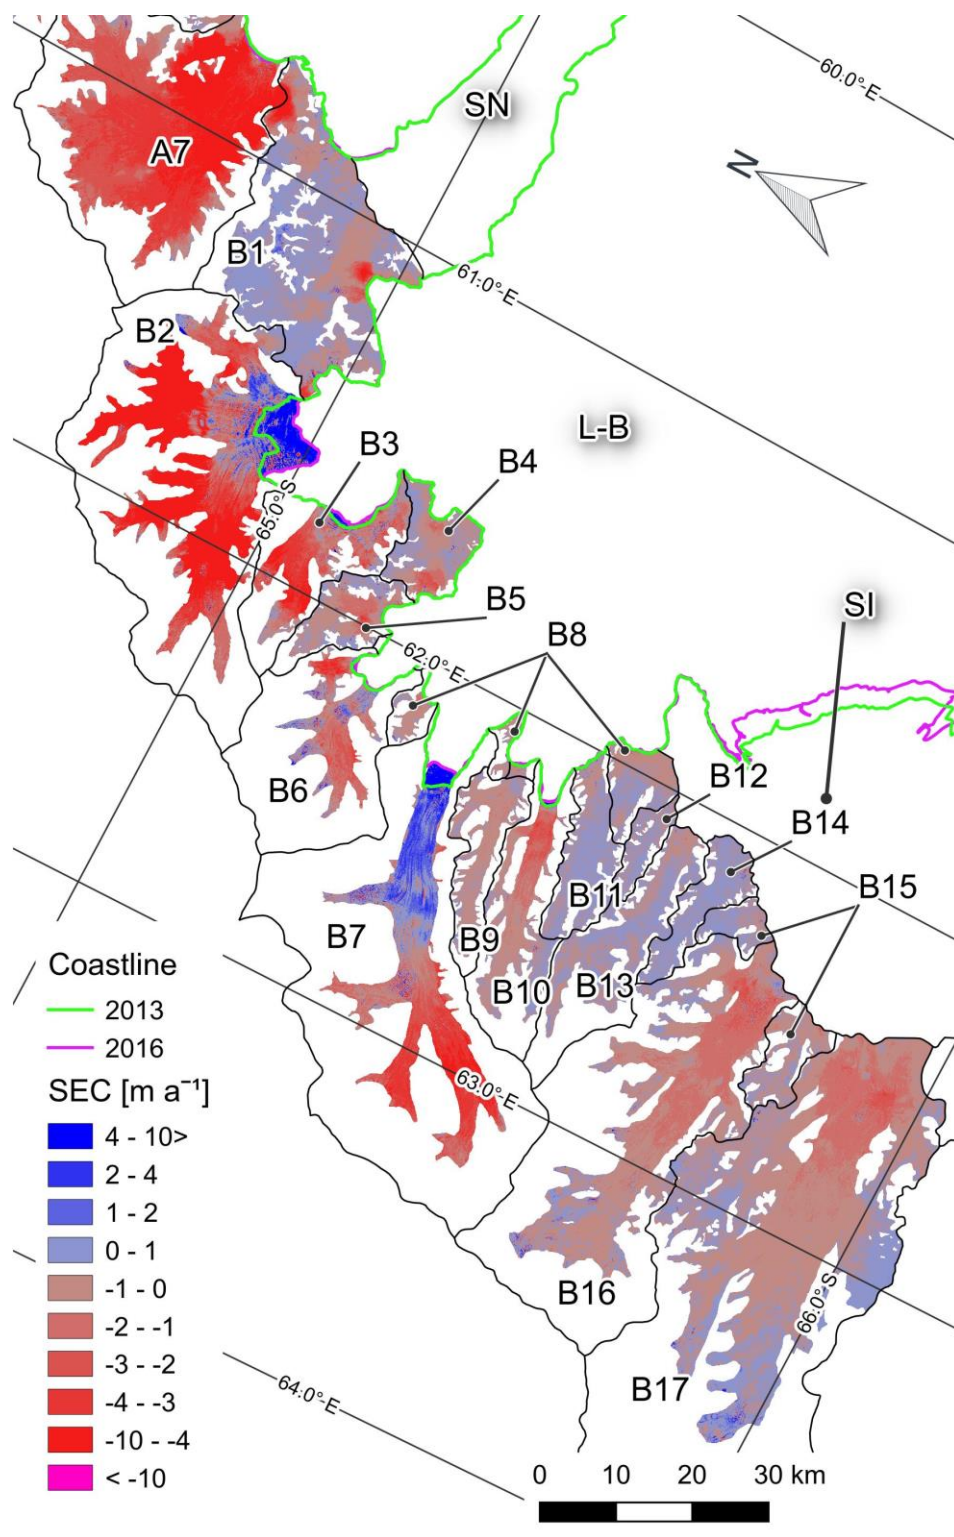 60.0°E
SN
A7
N
B1
61.0°E
B2
L-B
B3
B4
65.0°S
B5
SI
B8
62.0°E
B6
B12
B14
B15
B11
B7
B9
B10
B13
63.0°E
Coastline
2013
2016
SEC [m a⁻¹]
4 - 10>
2 - 4
1 - 2
0 - 1
-1 - 0
-2 - -1
-3 - -2
-4 - -3
-10 - -4
< -10
B16
66.0°S
B17
64.0°E
0 10 20 30 km